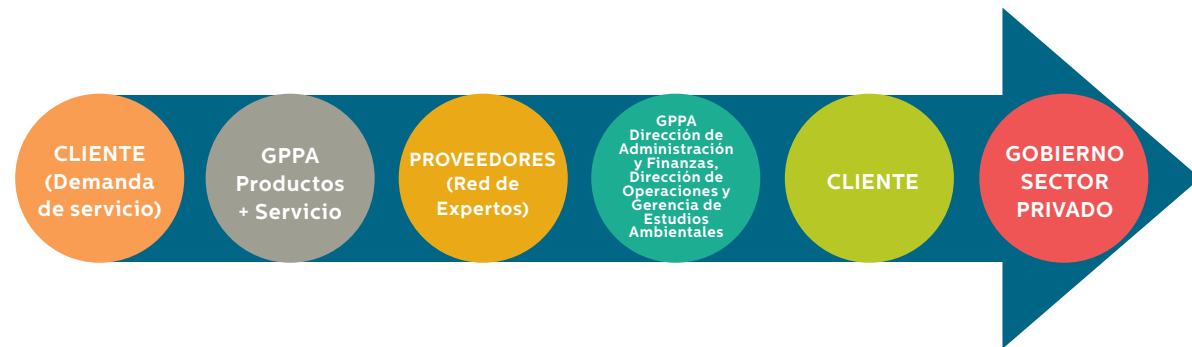 CLIENTE
(Demanda
de servicio)
GPPA
Productos
+ Servicio
PROVEEDORES
(Red de
Expertos)
GPPA
Dirección de
Administración
y Finanzas,
Dirección de
Operaciones y
Gerencia de
Estudios
Ambientales
CLIENTE
GOBIERNO
SECTOR
PRIVADO